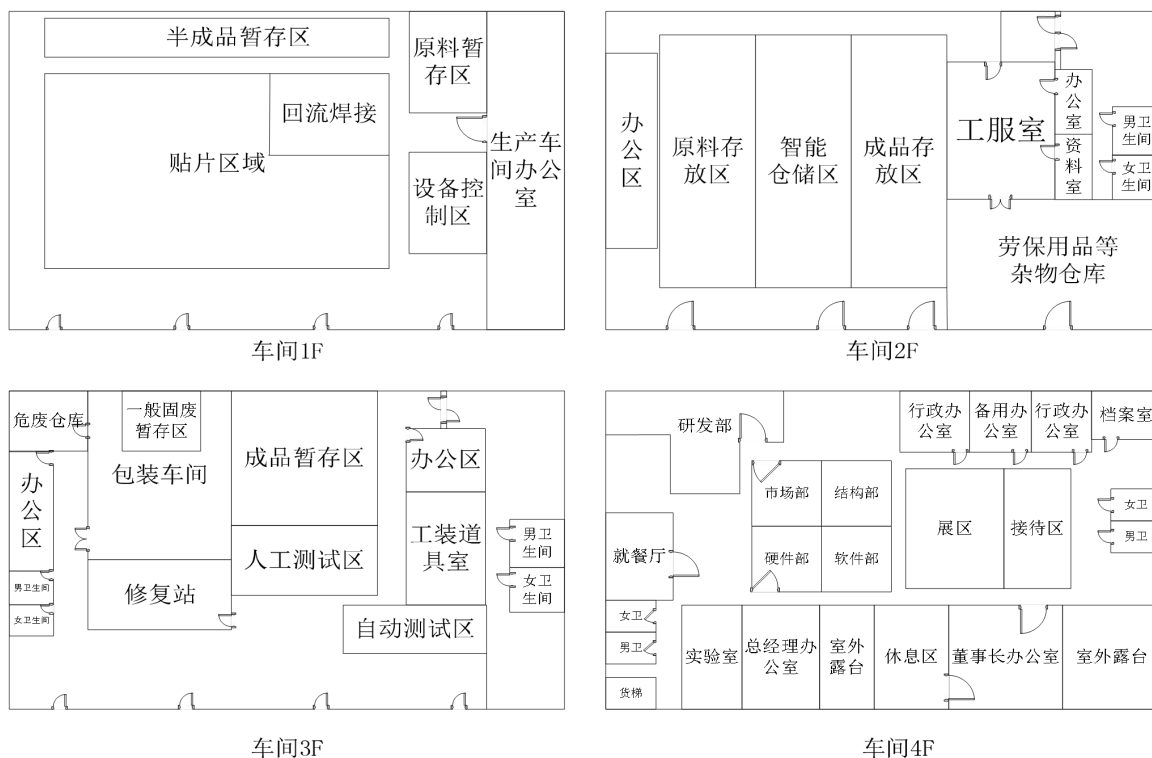 半成品暂存区
原料暂
存区
回流焊接
贴片区域
生产车
间办公
室
设备控
制区
车间1F
办
公
区
原料存
放区
智能
仓储区
成品存
放区
工服室
办
公
室
资
料
室
男卫
生间
女卫
生间
劳保用品等
杂物仓库
车间2F
危废仓库
一般固废
暂存区
包装车间
成品暂存区
办公区
办
公
区
人工测试区
工装道
具室
男卫
生间
女卫
生间
男卫生间
女卫生间
修复站
自动测试区
车间3F
研发部
行政办
公室
备用办
公室
行政办
公室
档案室
市场部
结构部
硬件部
软件部
展区
接待区
女卫
男卫
就餐厅
女卫
男卫
货梯
实验室
总经理办
公室
室外
露台
休息区
董事长办公室
室外露台
车间4F